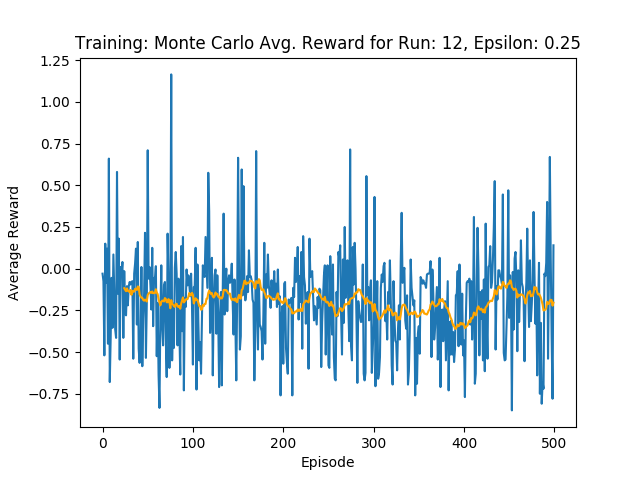 Training: Monte Carlo Avg. Reward for Run: 12, Epsilon: 0.25
1.25
1.00
0.75
0.50
0.25
0.00
−0.25
−0.50
−0.75
Average Reward
0 100 200 300 400 500
Episode